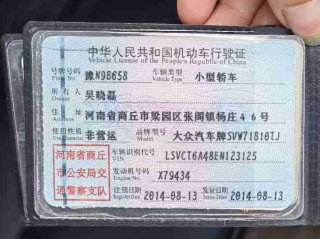 中华人民共和国机动车行驶证
Vehicle License of the People's Republic of China
号牌号码 豫N9B658 车辆类型 小型轿车
Plate No. Vehicle Type
所有人 吴晓磊
Owner
住址 河南省商丘市梁园区张阁镇杨庄46号
Address
使用性质 非营运 品牌型号 大众汽车牌SVW71810TJ
Use Character Model
河南省商丘市公安局交通警察支队
车辆识别代号 LSVCT6A48EN123125
VIN
发动机号码 X79434
Engine No.
注册日期 2014-08-13 发证日期 2014-08-13
Register Date Issue Date